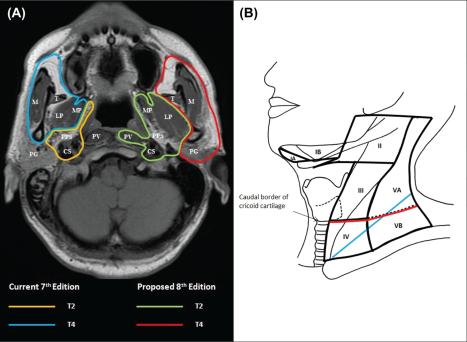 (A)
(B)
M
T
LP
MP
PPS
CS
PG
PV
MP
T
M
LP
PV
PPS
CS
PG
Current 7th Edition
Proposed 8th Edition
T2
T4
T2
T4
IA
IB
II
III
VA
Caudal border of
cricoid cartilage
IV
VB